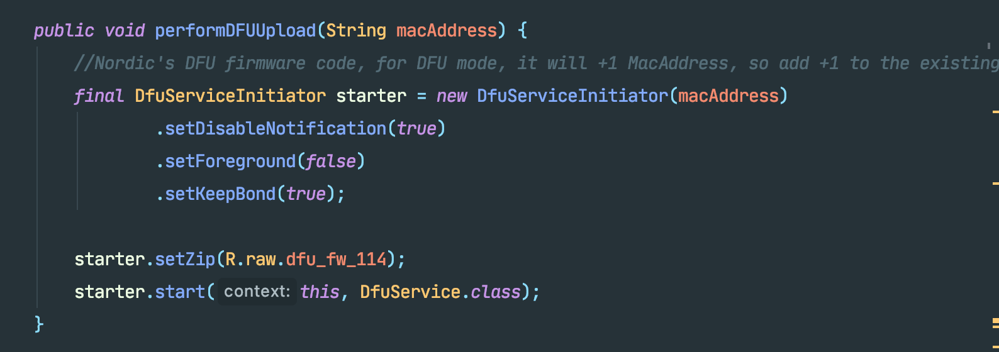 public void performDFUUpload(String macAddress) {
//Nordic's DFU firmware code, for DFU mode, it will +1 MacAddress, so add +1 to the existing
final DfuServiceInitiator starter = new DfuServiceInitiator(macAddress)
.setDisableNotification(true)
.setForeground(false)
.setKeepBond(true);
starter.setZip(R.raw.dfu_fw_114);
starter.start( context: this, DfuService.class);
}